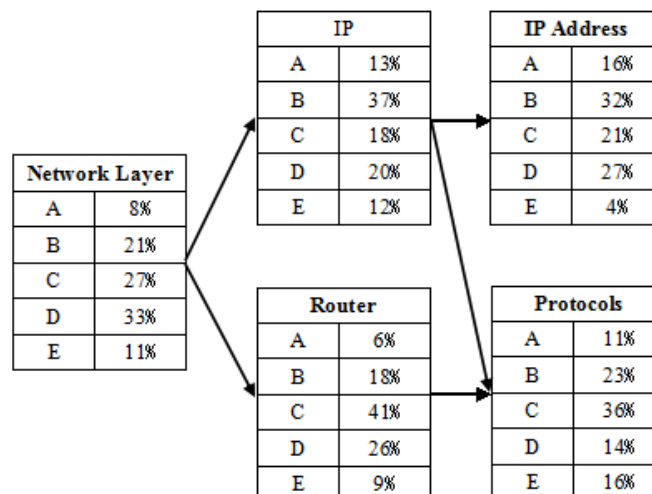 Network Layer
A 8%
B 21%
C 27%
D 33%
E 11%
IP
A 13%
B 37%
C 18%
D 20%
E 12%
Router
A 6%
B 18%
C 41%
D 26%
E 9%
IP Address
A 16%
B 32%
C 21%
D 27%
E 4%
Protocols
A 11%
B 23%
C 36%
D 14%
E 16%